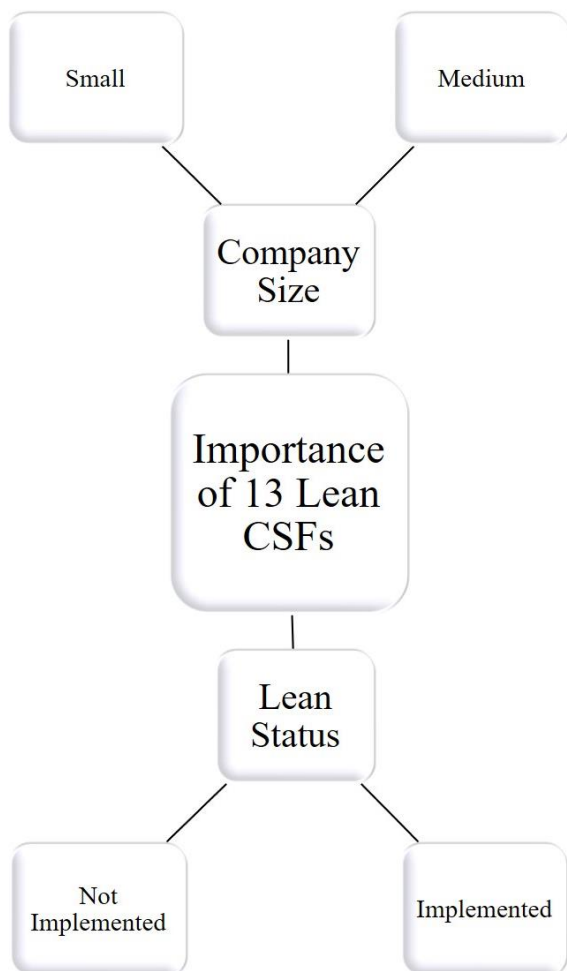 Small
Medium
Company
Size
Importance
of 13 Lean
CSFs
Lean
Status
Not
Implemented
Implemented